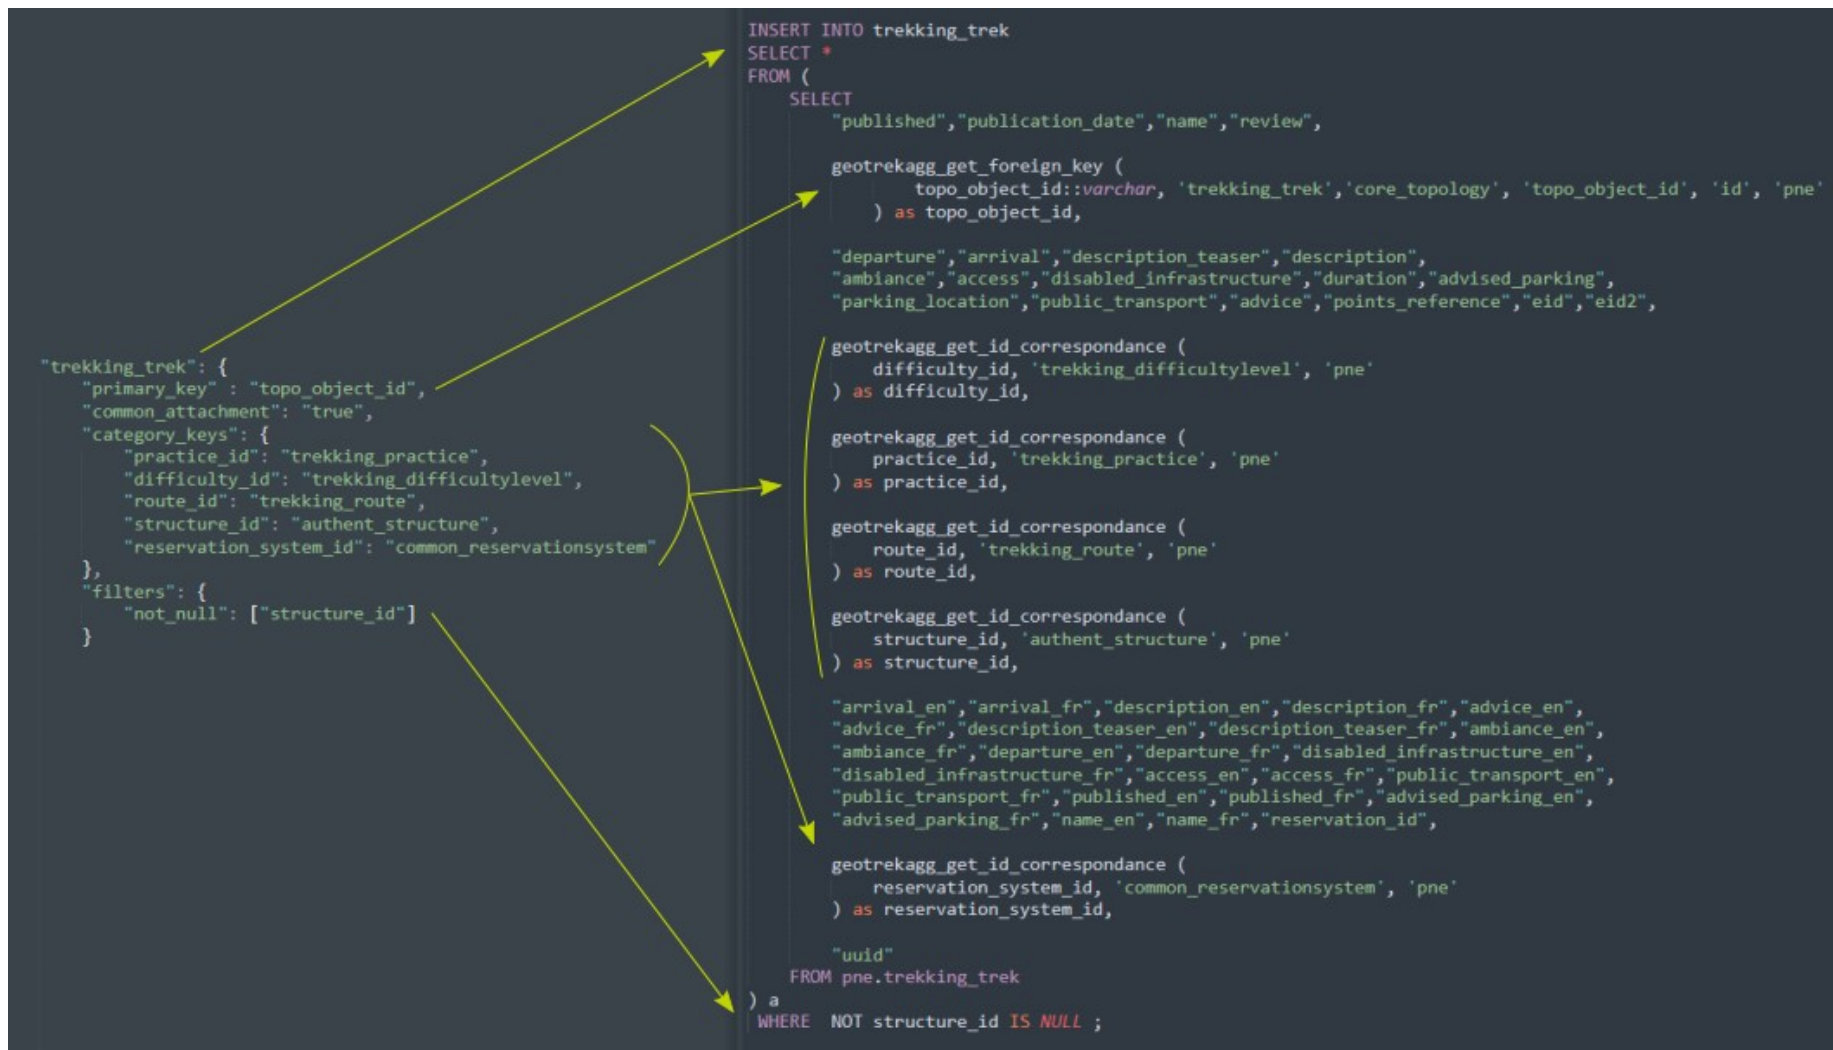 "trekking_trek": {
"primary_key" : "topo_object_id",
"common_attachment": "true",
"category_keys": {
"practice_id": "trekking_practice",
"difficulty_id": "trekking_difficultylevel",
"route_id": "trekking_route",
"structure_id": "authent_structure",
"reservation_system_id": "common_reservationsystem"
},
"filters": {
"not_null": ["structure_id"]
}
INSERT INTO trekking_trek
SELECT *
FROM (
SELECT
"published","publication_date","name","review",
geotrekagg_get_foreign_key (
topo_object_id::varchar, 'trekking_trek','core_topology', 'topo_object_id', 'id', 'pne'
) as topo_object_id,
"departure","arrival","description_teaser","description",
"ambiance","access","disabled_infrastructure","duration","advised_parking",
"parking_location","public_transport","advice","points_reference","eid","eid2",
geotrekagg_get_id_correspondance (
difficulty_id, 'trekking_difficultylevel', 'pne'
) as difficulty_id,
geotrekagg_get_id_correspondance (
practice_id, 'trekking_practice', 'pne'
) as practice_id,
geotrekagg_get_id_correspondance (
route_id, 'trekking_route', 'pne'
) as route_id,
geotrekagg_get_id_correspondance (
structure_id, 'authent_structure', 'pne'
) as structure_id,
"arrival_en","arrival_fr","description_en","description_fr","advice_en",
"advice_fr","description_teaser_en","description_teaser_fr","ambiance_en",
"ambiance_fr","departure_en","departure_fr","disabled_infrastructure_en",
"disabled_infrastructure_fr","access_en","access_fr","public_transport_en",
"public_transport_fr","published_en","published_fr","advised_parking_en",
"advised_parking_fr","name_en","name_fr","reservation_id",
geotrekagg_get_id_correspondance (
reservation_system_id, 'common_reservationsystem', 'pne'
) as reservation_system_id,
"uuid"
FROM pne.trekking_trek
) a
WHERE NOT structure_id IS NULL ;